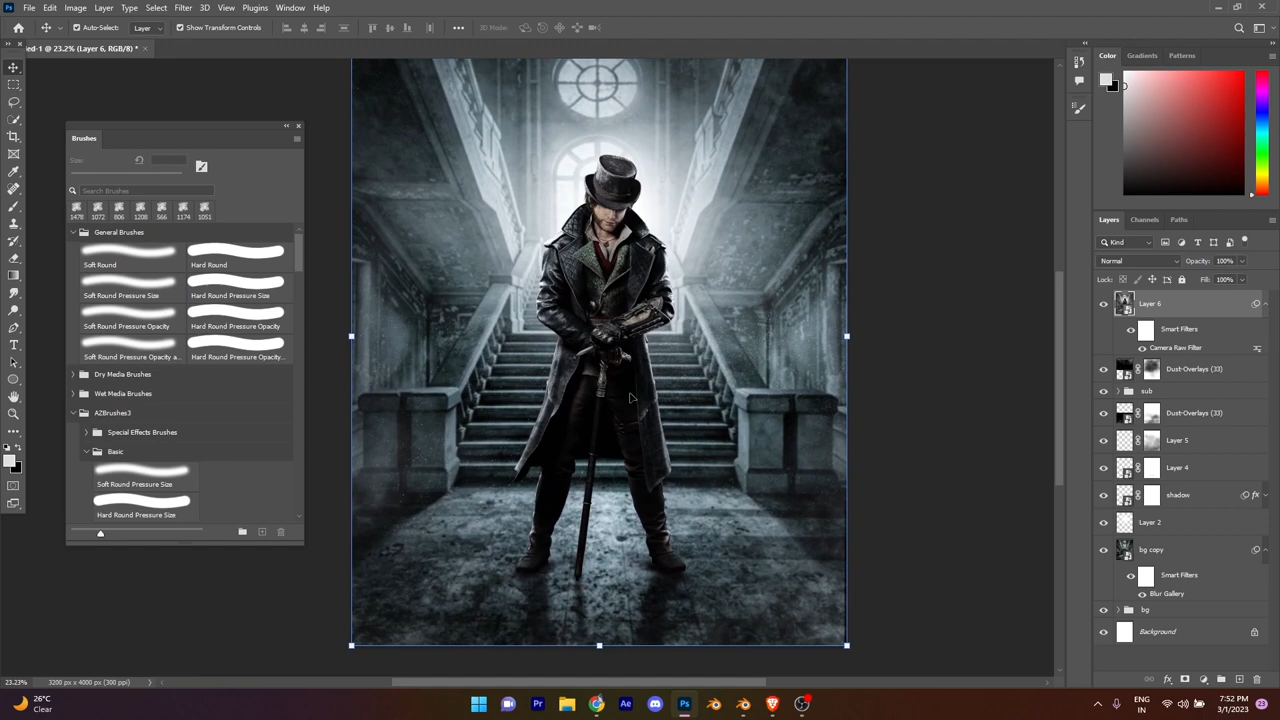 Ps File Edit Image Layer Type Select Filter 3D View Plugins Window Help
Auto-Select: Layer Show Transform Controls 3D Mode:
ed-1 @ 23.2% (Layer 6, RGB/8) *
Brushes
Size:
Search Brushes
1478 1072 806 1208 566 1174 1051
General Brushes
Soft Round Hard Round
Soft Round Pressure Size Hard Round Pressure Size
Soft Round Pressure Opacity Hard Round Pressure Opacity
Soft Round Pressure Opacity a... Hard Round Pressure Opacity...
Dry Media Brushes
Wet Media Brushes
AZBrushes3
Special Effects Brushes
Basic
Soft Round Pressure Size
Hard Round Pressure Size
Color Gradients Patterns
Layers Channels Paths
Kind
Normal Opacity: 100%
Lock: Fill: 100%
Layer 6
Smart Filters
Camera Raw Filter
Dust-Overlays (33)
sub
Dust-Overlays (33)
Layer 5
Layer 4
shadow fx
Layer 2
bg copy
Smart Filters
Blur Gallery
bg
Background
23.23% 3200 px x 4000 px (300 ppi)
26°C
Clear
Pr Ae Ps
ENG
IN
7:52 PM
3/1/2023
23